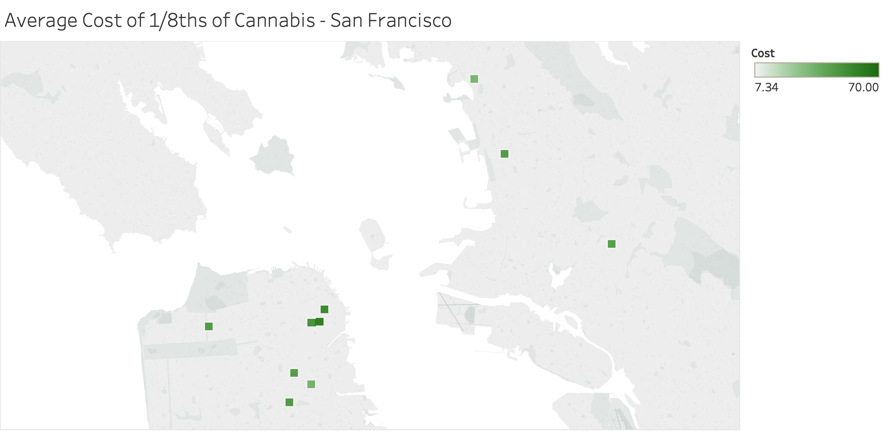 Average Cost of 1/8ths of Cannabis - San Francisco
Cost
7.34 70.00